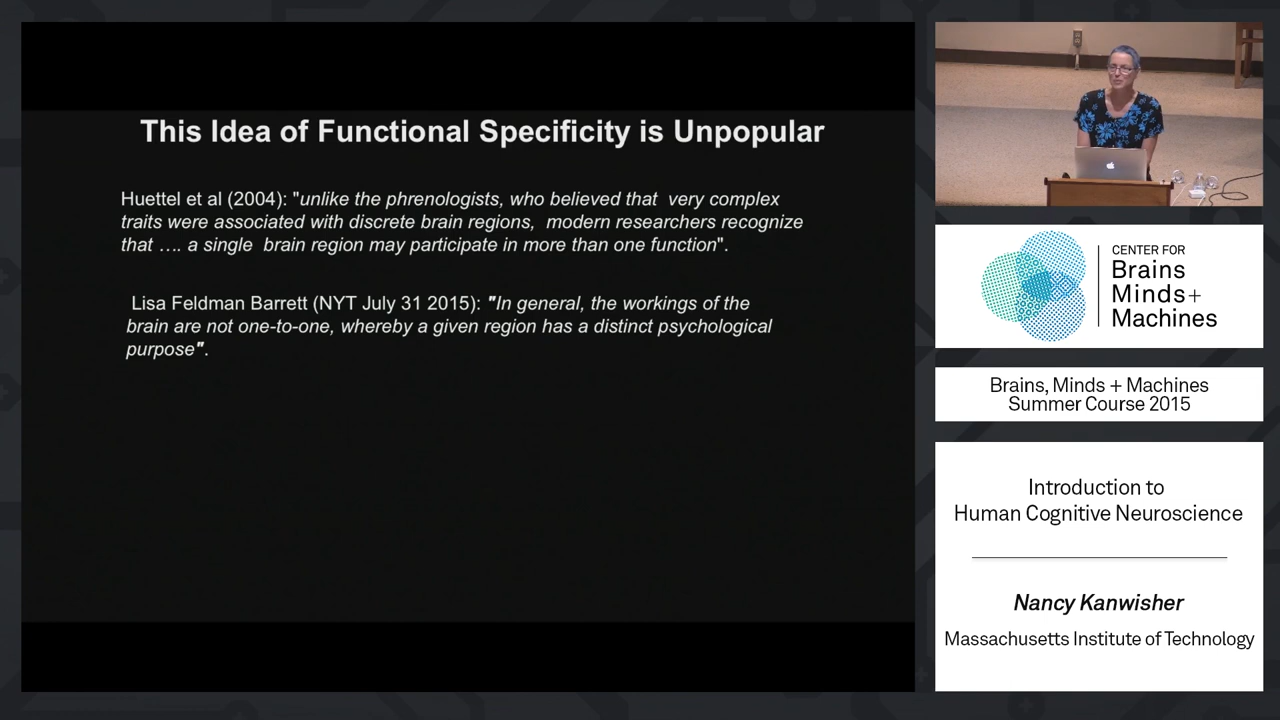 This Idea of Functional Specificity is Unpopular
Huettel et al (2004): "unlike the phrenologists, who believed that very complex
traits were associated with discrete brain regions, modern researchers recognize
that …. a single brain region may participate in more than one function".
Lisa Feldman Barrett (NYT July 31 2015): "In general, the workings of the
brain are not one-to-one, whereby a given region has a distinct psychological
purpose".
CENTER FOR
Brains
Minds+
Machines
Brains, Minds + Machines
Summer Course 2015
Introduction to
Human Cognitive Neuroscience
Nancy Kanwisher
Massachusetts Institute of Technology